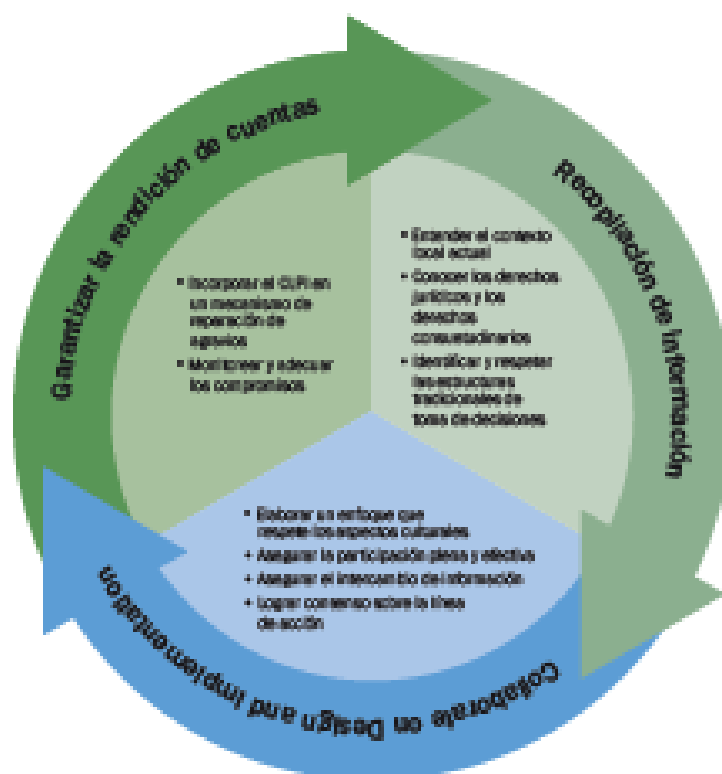 Garantizar la rendición de cuentas
Recopilación de Información
• Entender el contexto
local actual
• Conocer los derechos
jurídicos y los
derechos
consuetudinarios
• Identificar y respetar
las estructuras
tradicionales de
toma de decisiones
• Incorporar el CLPI en
un mecanismo de
reparación de
agravios
• Monitorear y adecuar
los compromisos
• Elaborar un enfoque que
respete los aspectos culturales
• Asegurar la participación plena y efectiva
• Asegurar el intercambio de información
• Lograr consenso sobre la línea
de acción
Collaborate on Design and Implementation